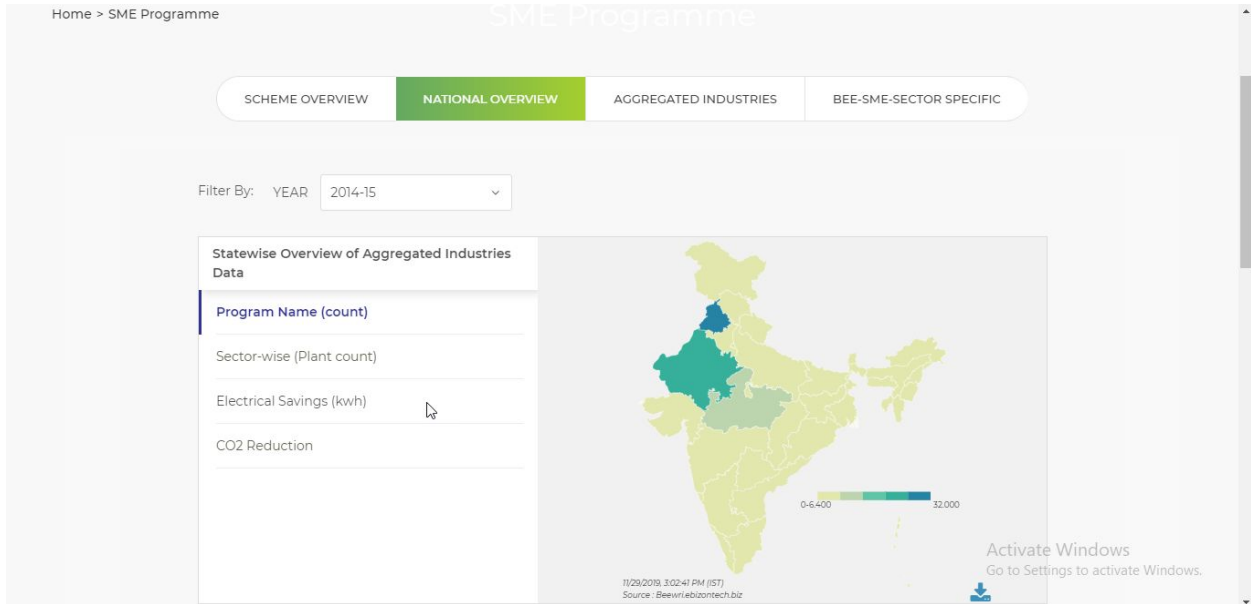 Home > SME Programme
SME Programme
SCHEME OVERVIEW
NATIONAL OVERVIEW
AGGREGATED INDUSTRIES
BEE-SME-SECTOR SPECIFIC
Filter By: YEAR 2014-15
Statewise Overview of Aggregated Industries
Data
Program Name (count)
Sector-wise (Plant count)
Electrical Savings (kwh)
CO2 Reduction
0-6.400 32.000
11/29/2019, 3:02:41 PM (IST)
Source : Beewri.ebizontech.biz
Activate Windows
Go to Settings to activate Windows.